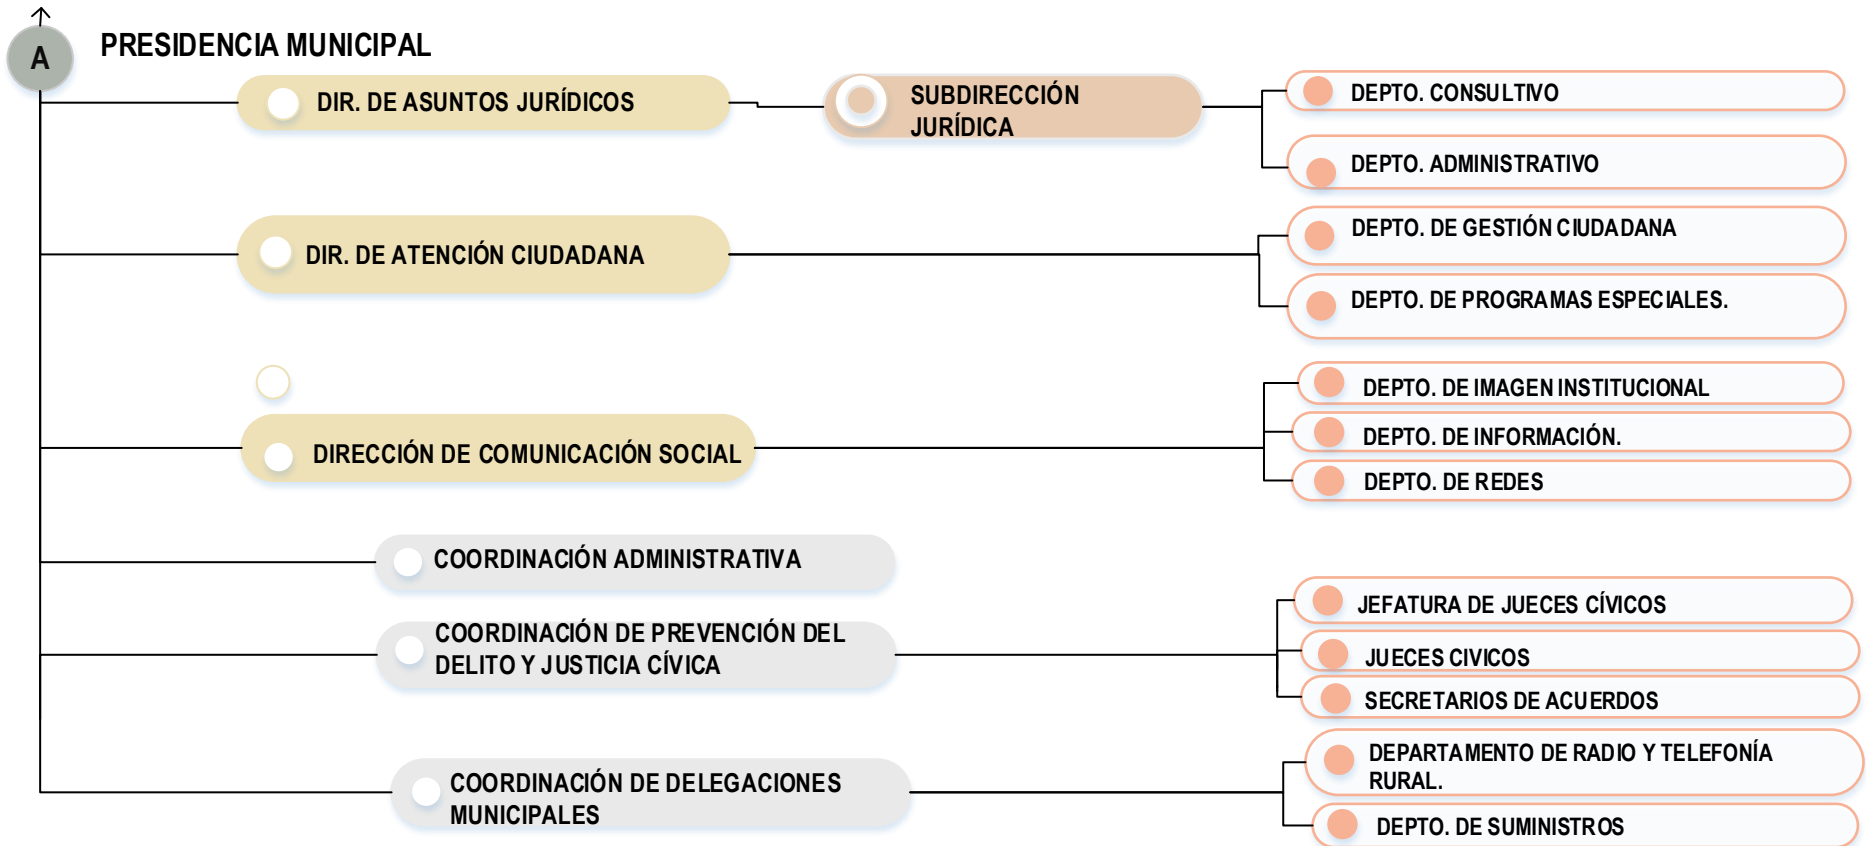 A
PRESIDENCIA MUNICIPAL
DIR. DE ASUNTOS JURÍDICOS
SUBDIRECCIÓN
JURÍDICA
DEPTO. CONSULTIVO
DEPTO. ADMINISTRATIVO
DIR. DE ATENCIÓN CIUDADANA
DEPTO. DE GESTIÓN CIUDADANA
DEPTO. DE PROGRAMAS ESPECIALES.
DIRECCIÓN DE COMUNICACIÓN SOCIAL
DEPTO. DE IMAGEN INSTITUCIONAL
DEPTO. DE INFORMACIÓN.
DEPTO. DE REDES
COORDINACIÓN ADMINISTRATIVA
COORDINACIÓN DE PREVENCIÓN DEL
DELITO Y JUSTICIA CÍVICA
JEFATURA DE JUECES CÍVICOS
JUECES CIVICOS
SECRETARIOS DE ACUERDOS
COORDINACIÓN DE DELEGACIONES
MUNICIPALES
DEPARTAMENTO DE RADIO Y TELEFONÍA
RURAL.
DEPTO. DE SUMINISTROS